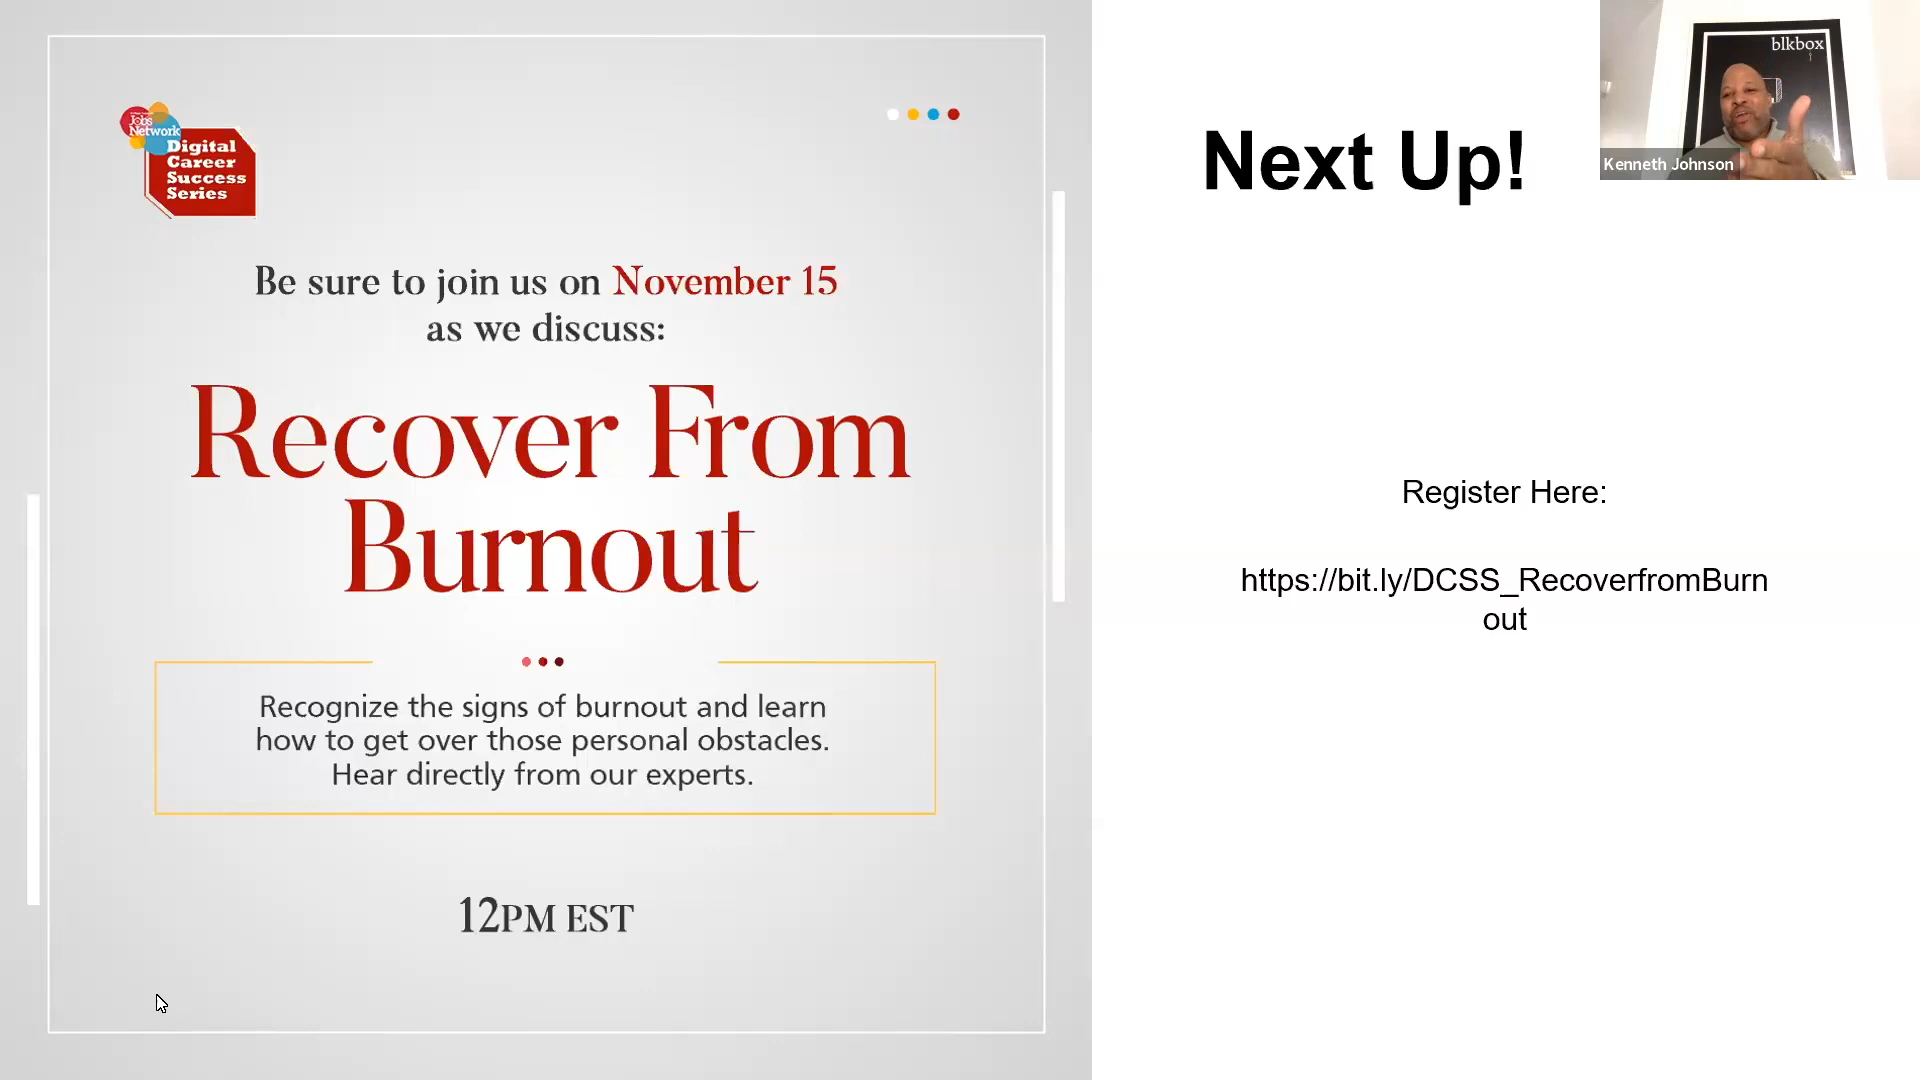 Jobs
Network
Digital
Career
Success
Series
Be sure to join us on November 15
as we discuss:
Recover From
Burnout
Recognize the signs of burnout and learn
how to get over those personal obstacles.
Hear directly from our experts.
12PM EST
Next Up!
Register Here:
https://bit.ly/DCSS_RecoverfromBurn
out
blkbox
Kenneth Johnson